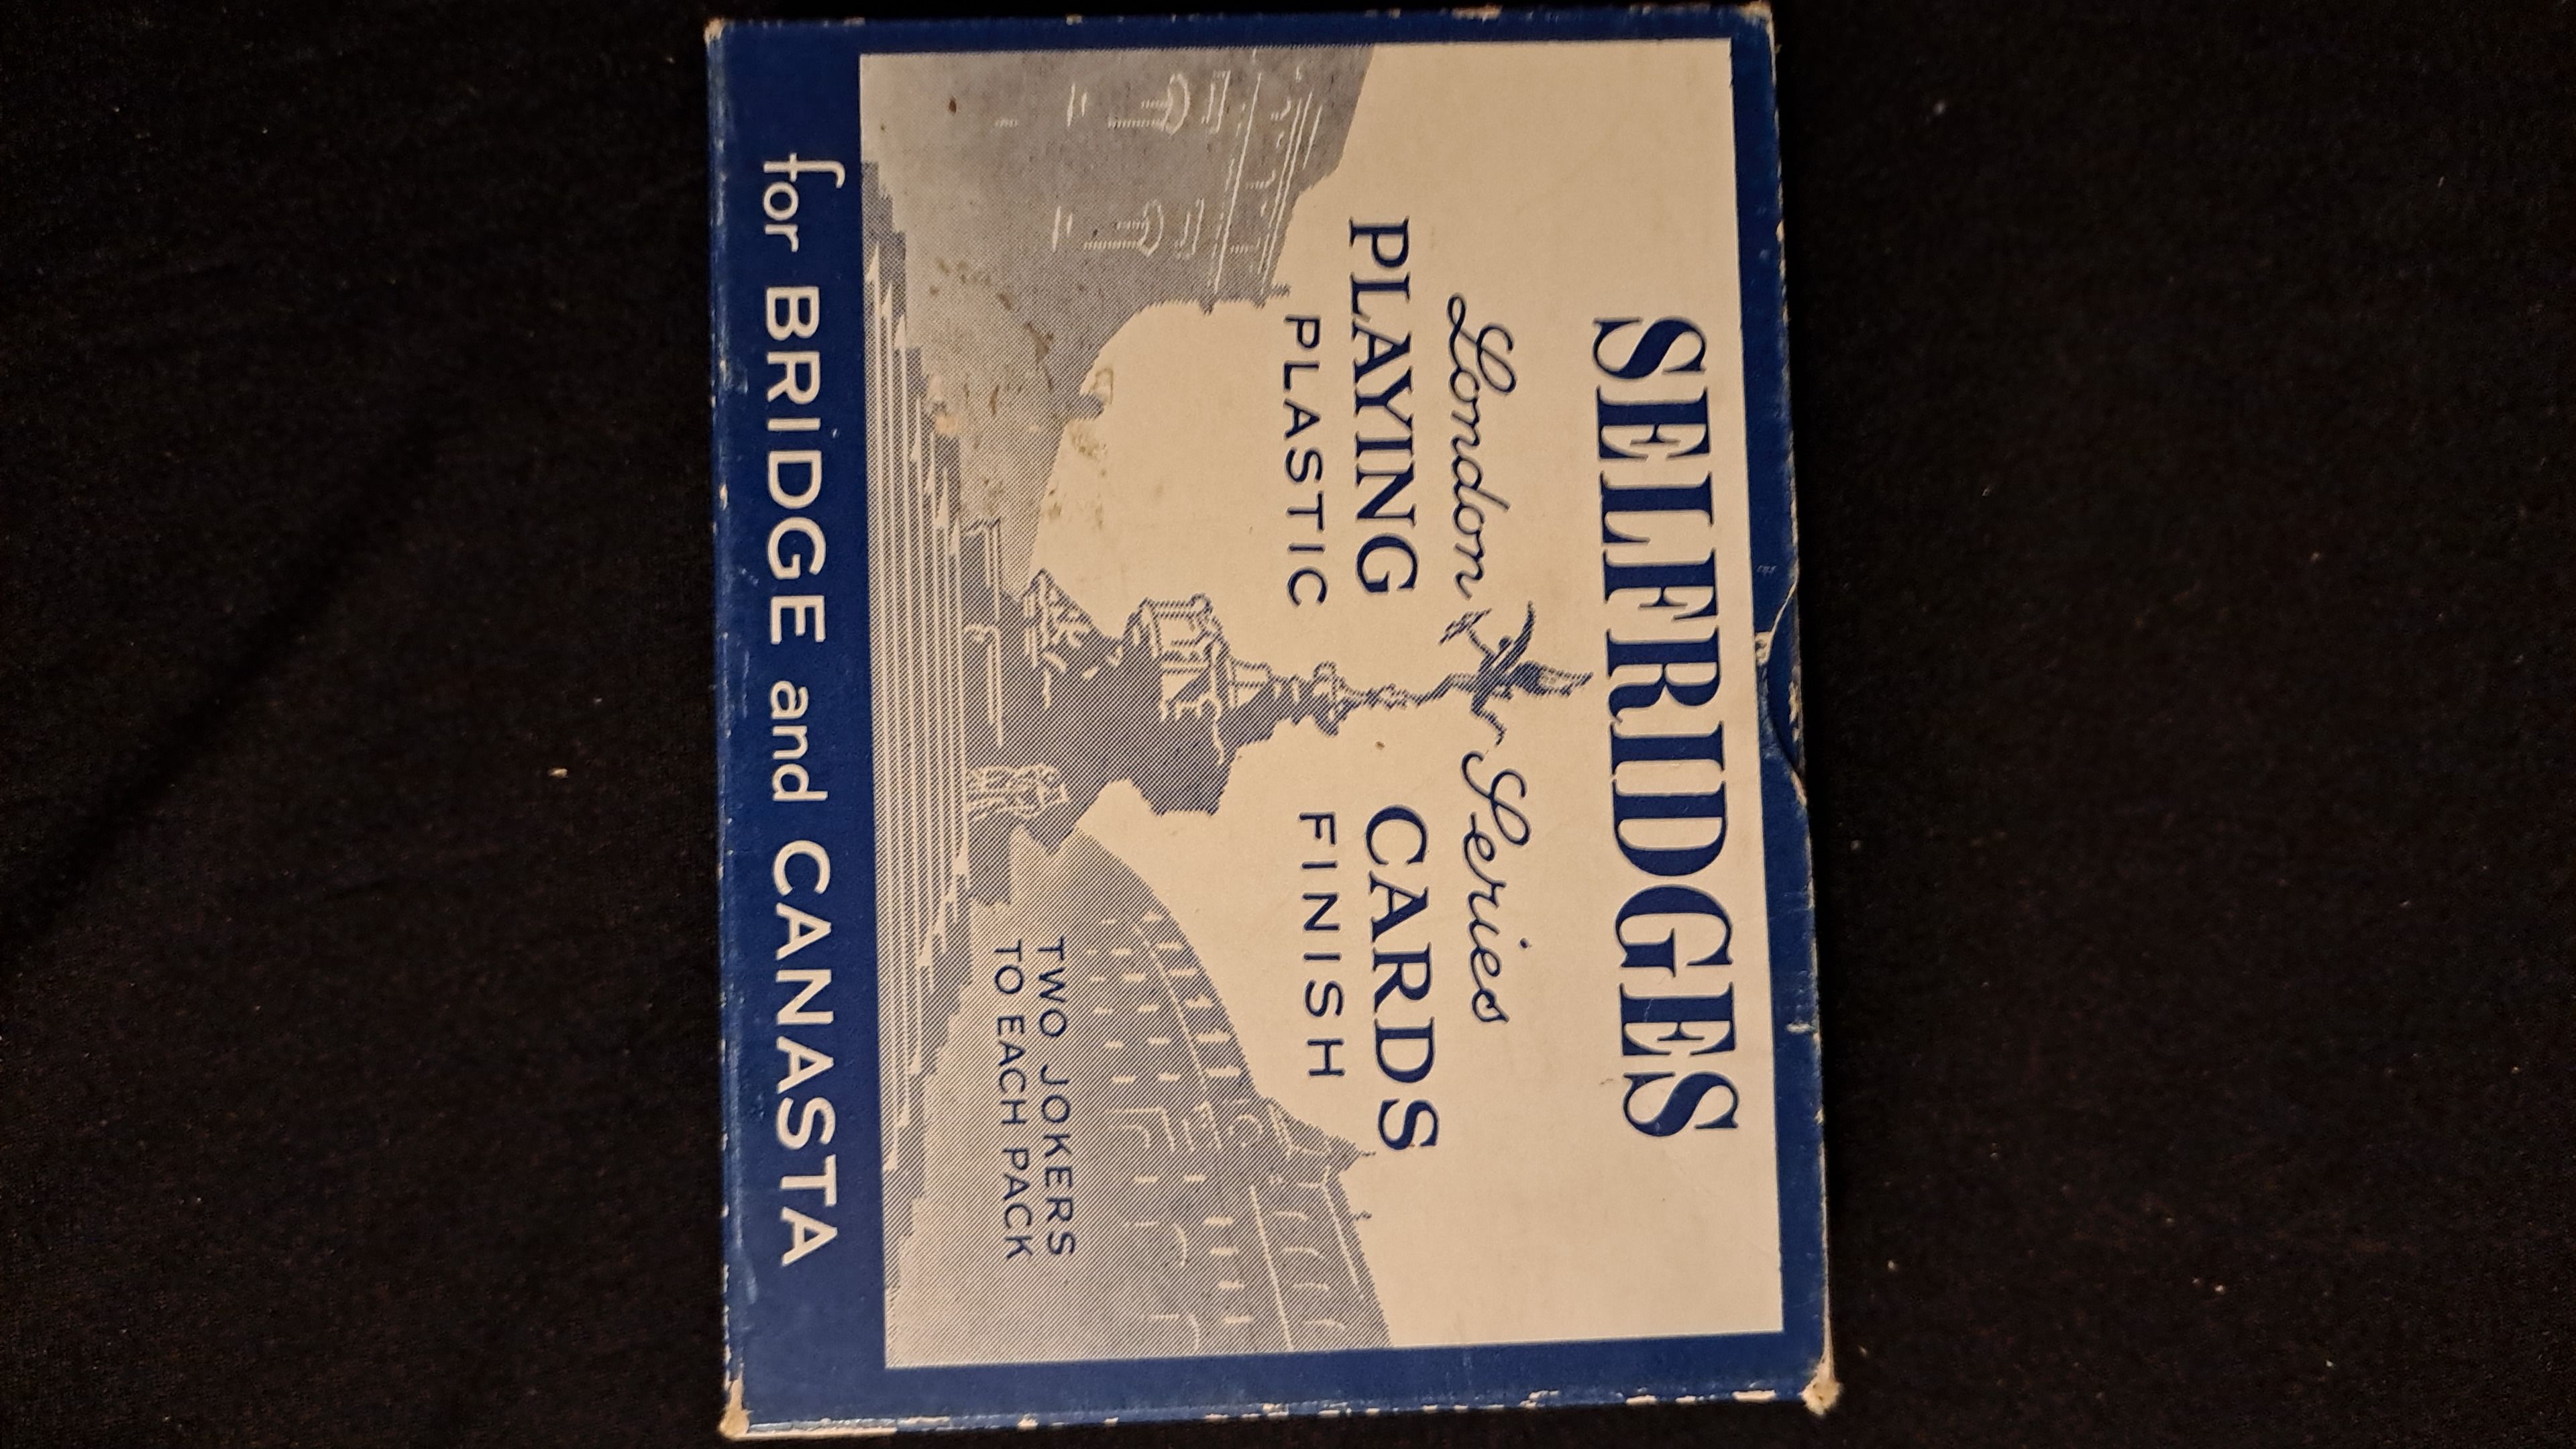 SELFRIDGES
London Series
PLAYING CARDS
PLASTIC FINISH
TWO JOKERS
TO EACH PACK
for BRIDGE and CANASTA